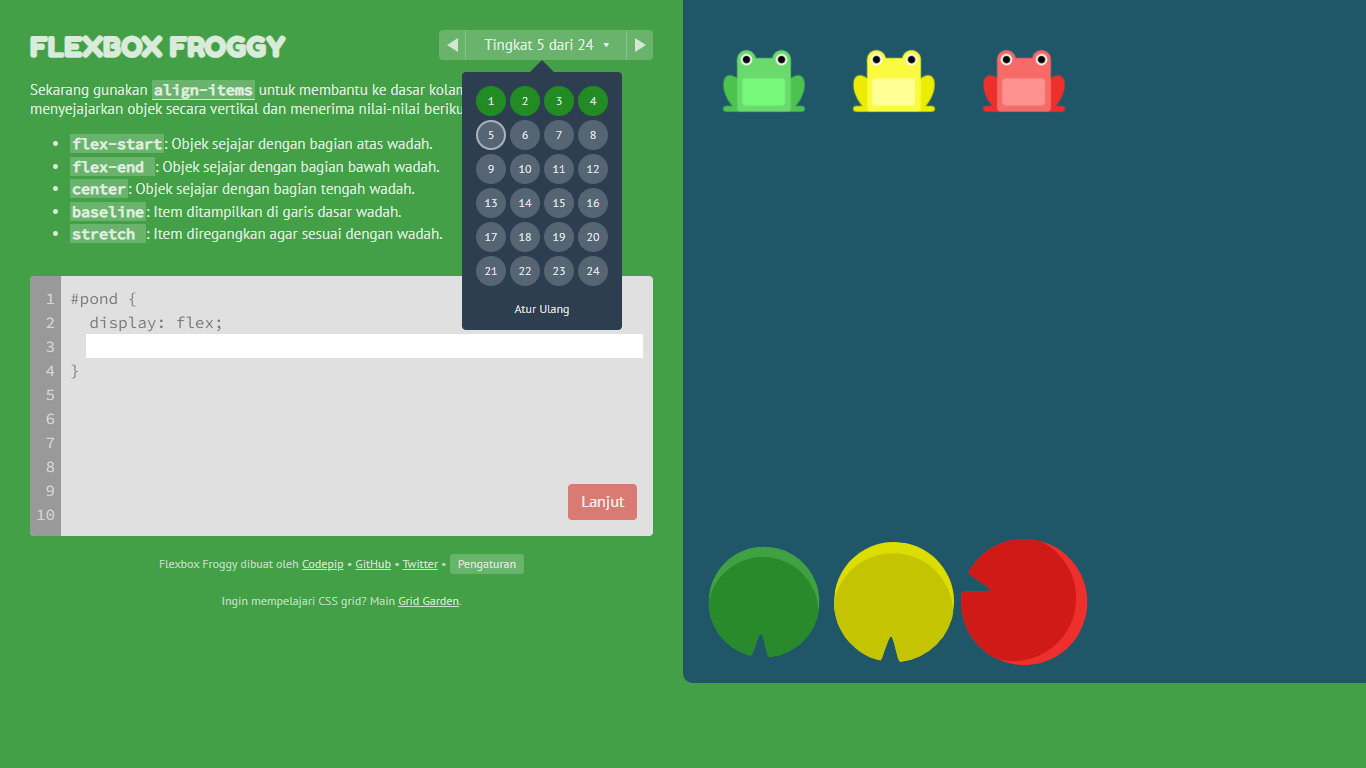 FLEXBOX FROGGY
Tingkat 5 dari 24
Sekarang gunakan align-items untuk membantu ke dasar kolam
menyejajarkan objek secara vertikal dan menerima nilai-nilai
flex-start: Objek sejajar dengan bagian atas wadah.
flex-end : Objek sejajar dengan bagian bawah wadah.
center: Objek sejajar dengan bagian tengah wadah.
baseline: Item ditampilkan di garis dasar wadah.
stretch : Item diregangkan agar sesuai dengan wadah.
1 2 3 4
5 6 7 8
9 10 11 12
13 14 15 16
17 18 19 20
21 22 23 24
Atur Ulang
1 #pond {
2 display: flex;
3
4 }
5
6
7
8
9
10
Lanjut
Flexbox Froggy dibuat oleh Codepip • GitHub • Twitter • Pengaturan
Ingin mempelajari CSS grid? Main Grid Garden.